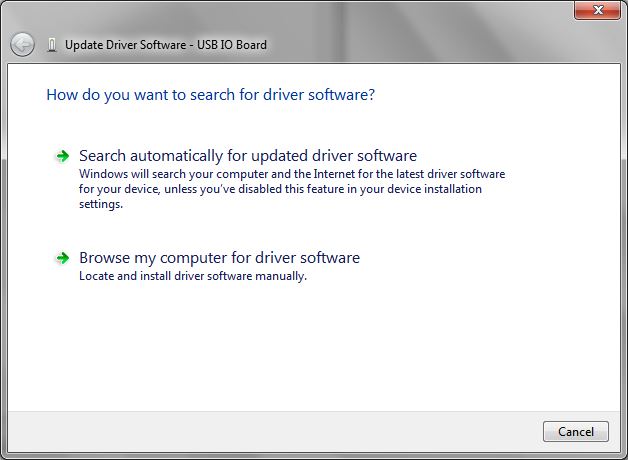 Update Driver Software - USB IO Board
How do you want to search for driver software?
Search automatically for updated driver software
Windows will search your computer and the Internet for the latest driver software
for your device, unless you've disabled this feature in your device installation
settings.
Browse my computer for driver software
Locate and install driver software manually.
Cancel